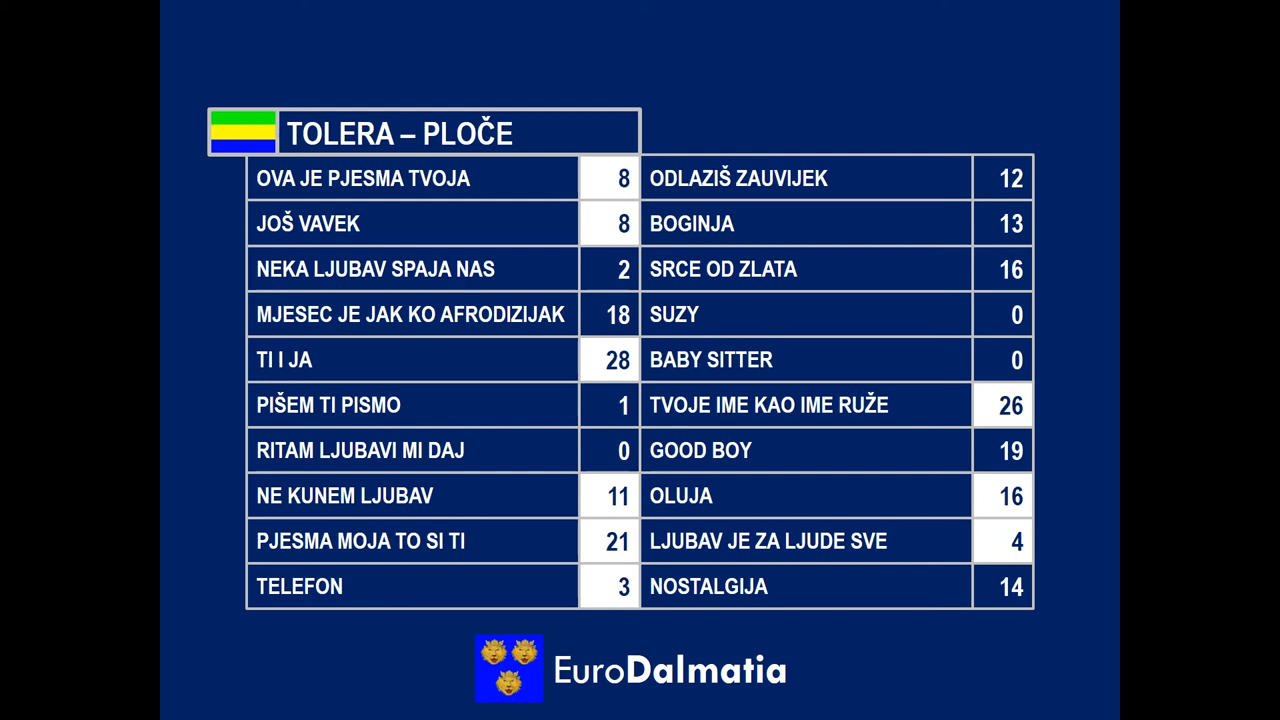 TOLERA – PLOČE
OVA JE PJESMA TVOJA 8 ODLAZIŠ ZAUVIJEK 12
JOŠ VAVEK 8 BOGINJA 13
NEKA LJUBAV SPAJA NAS 2 SRCE OD ZLATA 16
MJESEC JE JAK KO AFRODIZIJAK 18 SUZY 0
TI I JA 28 BABY SITTER 0
PIŠEM TI PISMO 1 TVOJE IME KAO IME RUŽE 26
RITAM LJUBAVI MI DAJ 0 GOOD BOY 19
NE KUNEM LJUBAV 11 OLUJA 16
PJESMA MOJA TO SI TI 21 LJUBAV JE ZA LJUDE SVE 4
TELEFON 3 NOSTALGIJA 14
EuroDalmatia